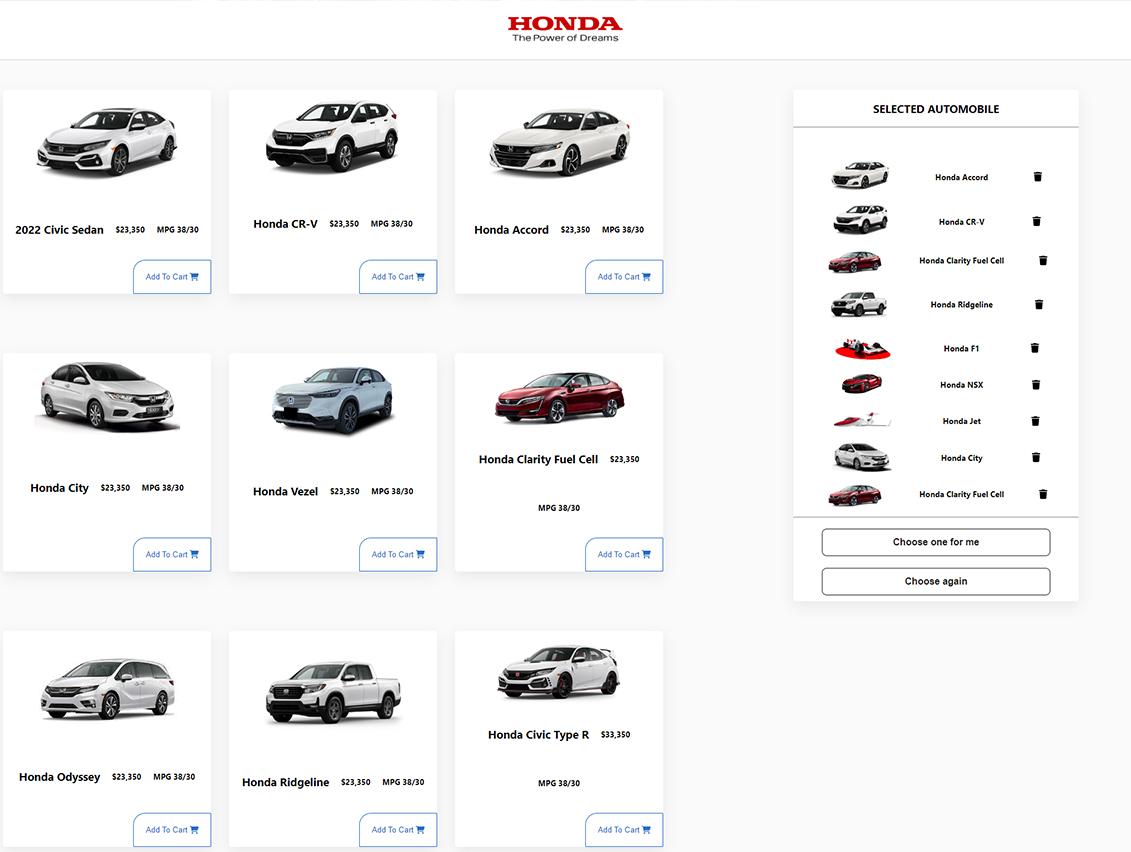 HONDA
The Power of Dreams
2022 Civic Sedan $23,350 MPG 38/30
Add To Cart
Honda CR-V $23,350 MPG 38/30
Add To Cart
Honda Accord $23,350 MPG 38/30
Add To Cart
Honda City $23,350 MPG 38/30
Add To Cart
Honda Vezel $23,350 MPG 38/30
Add To Cart
Honda Clarity Fuel Cell $23,350
MPG 38/30
Add To Cart
Honda Odyssey $23,350 MPG 38/30
Add To Cart
Honda Ridgeline $23,350 MPG 38/30
Add To Cart
Honda Civic Type R $33,350
MPG 38/30
Add To Cart
SELECTED AUTOMOBILE
Honda Accord
Honda CR-V
Honda Clarity Fuel Cell
Honda Ridgeline
Honda F1
Honda NSX
Honda Jet
Honda City
Honda Clarity Fuel Cell
Choose one for me
Choose again